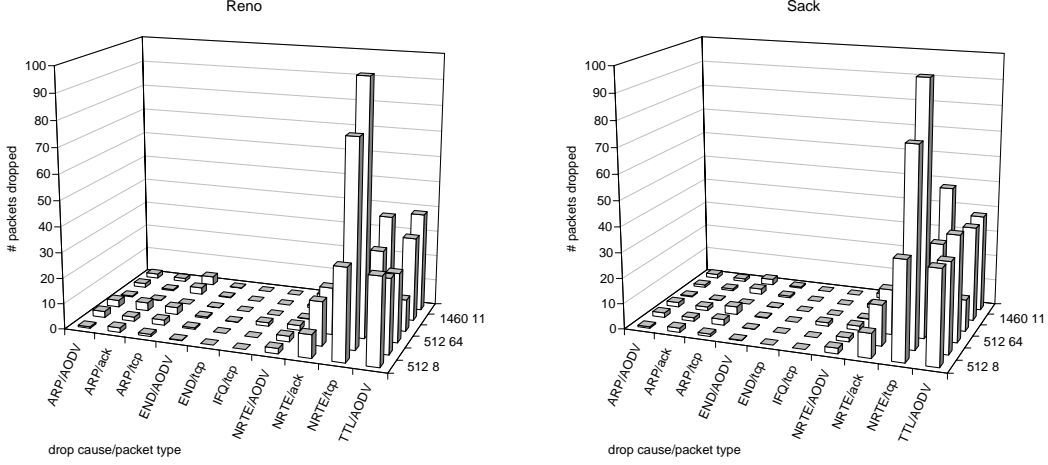 Reno
# packets dropped
100
90
80
70
60
50
40
30
20
10
0
ARP/AODV
ARP/ack
ARP/tcp
END/AODV
END/tcp
IFQ/tcp
NRTE/AODV
NRTE/ack
NRTE/tcp
TTL/AODV
1460 11
512 64
512 8
drop cause/packet type
Sack
# packets dropped
100
90
80
70
60
50
40
30
20
10
0
ARP/AODV
ARP/ack
ARP/tcp
END/AODV
END/tcp
IFQ/tcp
NRTE/AODV
NRTE/ack
NRTE/tcp
TTL/AODV
1460 11
512 64
512 8
drop cause/packet type